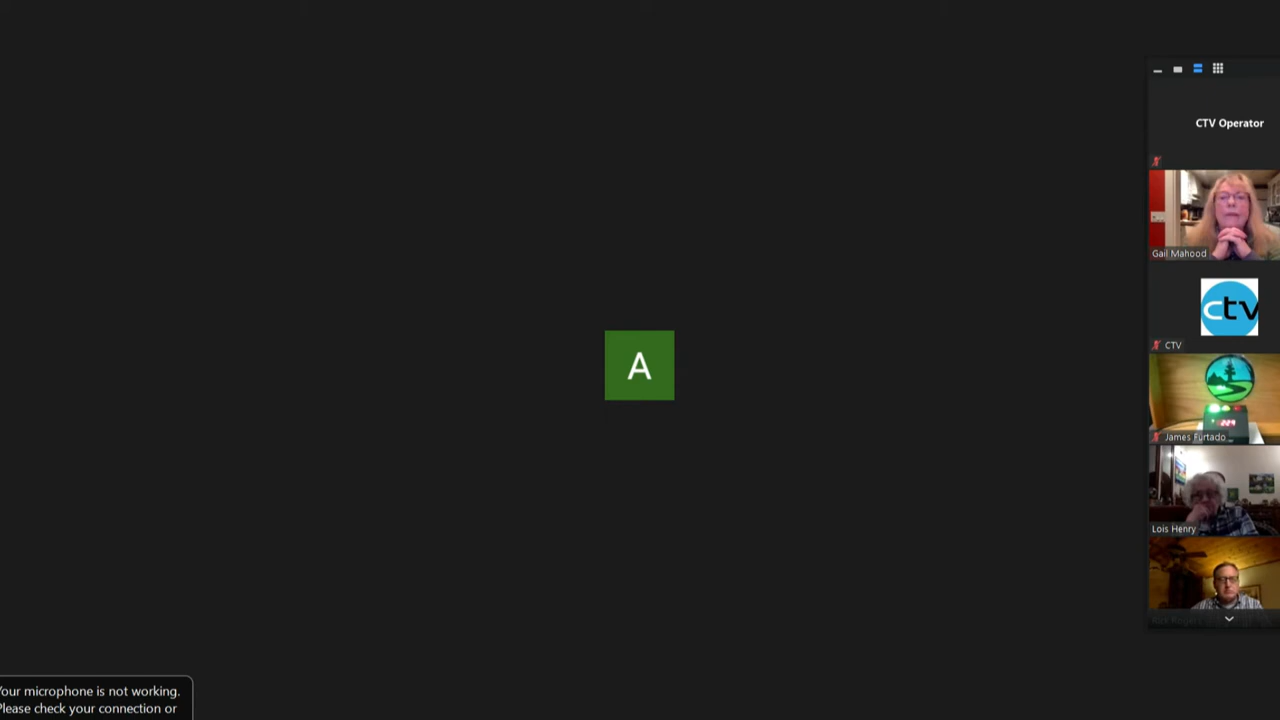 CTV Operator
Gail Mahood
ctv
CTV
James Furtado
Lois Henry
A
Your microphone is not working.
Please check your connection or